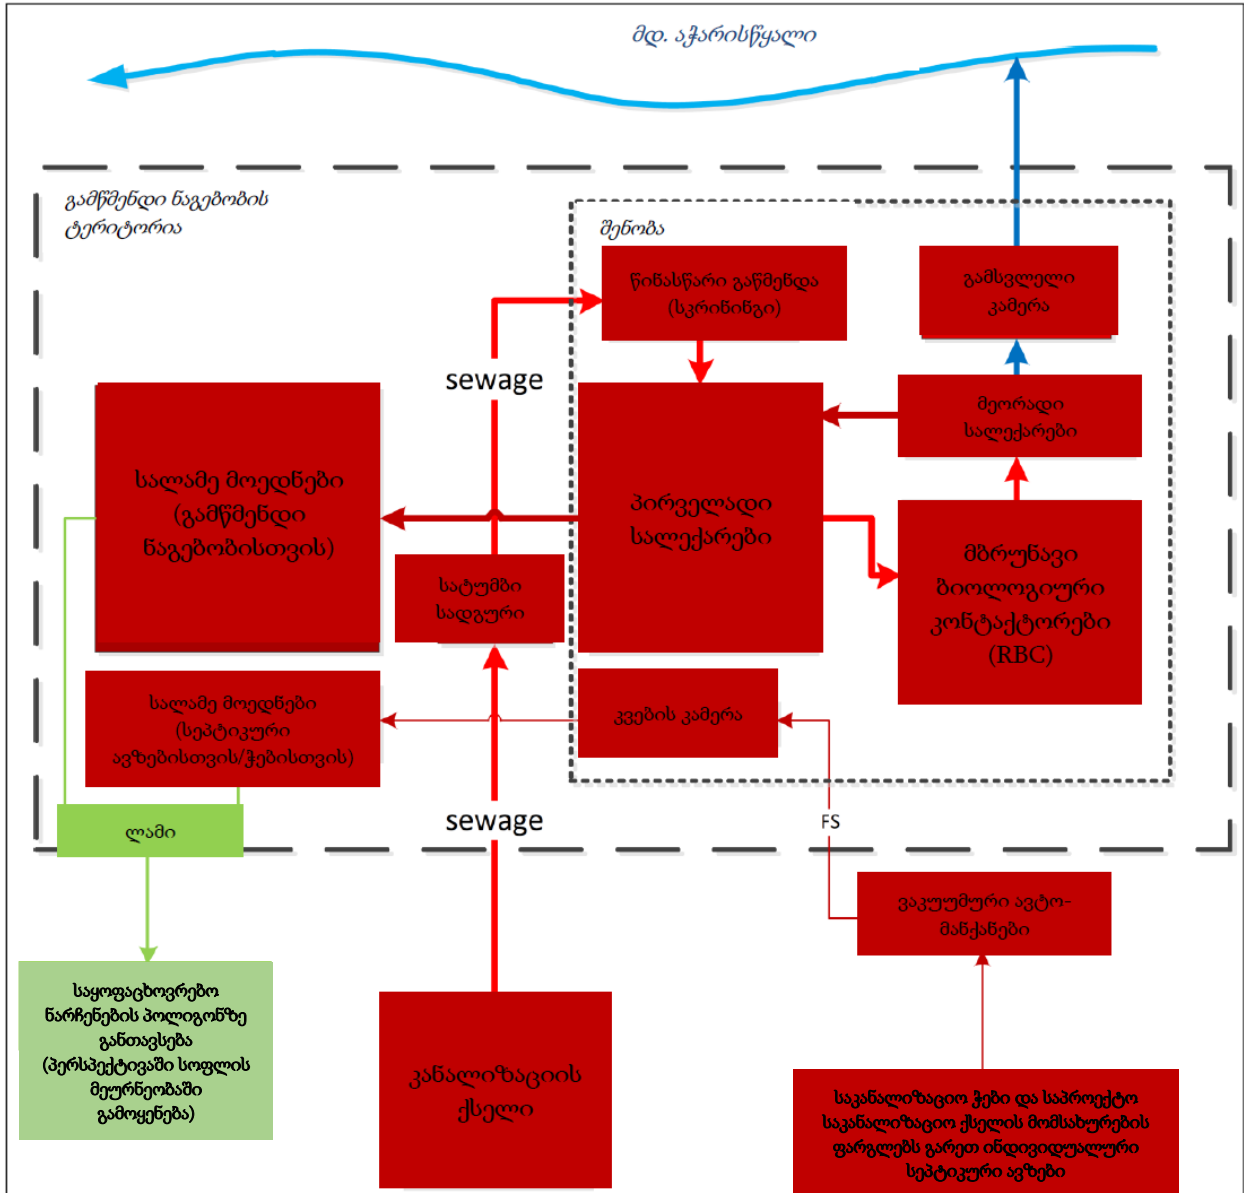 მდ. აჭარისწყალი
გამწმენდი ნაგებობის
ტერიტორია
შენობა
წინასწარი გაწმენდა
(სკრინინგი)
გამსვლელი
კამერა
sewage
მეორადი
სალექარები
სალამე მოედნები
(გამწმენდი
ნაგებობისთვის)
პირველადი
სალექარები
მბრუნავი
ბიოლოგიური
კონტაქტორები
(RBC)
სატუმბი
სადგური
სალამე მოედნები
(სეპტიკური
ავზებისთვის/ჭებისთვის)
კვების კამერა
ლამი
sewage
FS
ვაკუუმური ავტო-
მანქანები
საყოფაცხოვრებო
ნარჩენების პოლიგონზე
განთავსება
(პერსპექტივაში სოფლის
მეურნეობაში
გამოყენება)
კანალიზაციის
ქსელი
საკანალიზაციო ჭები და საპროექტო
საკანალიზაციო ქსელის მომსახურების
ფარგლებს გარეთ ინდივიდუალური
სეპტიკური ავზები